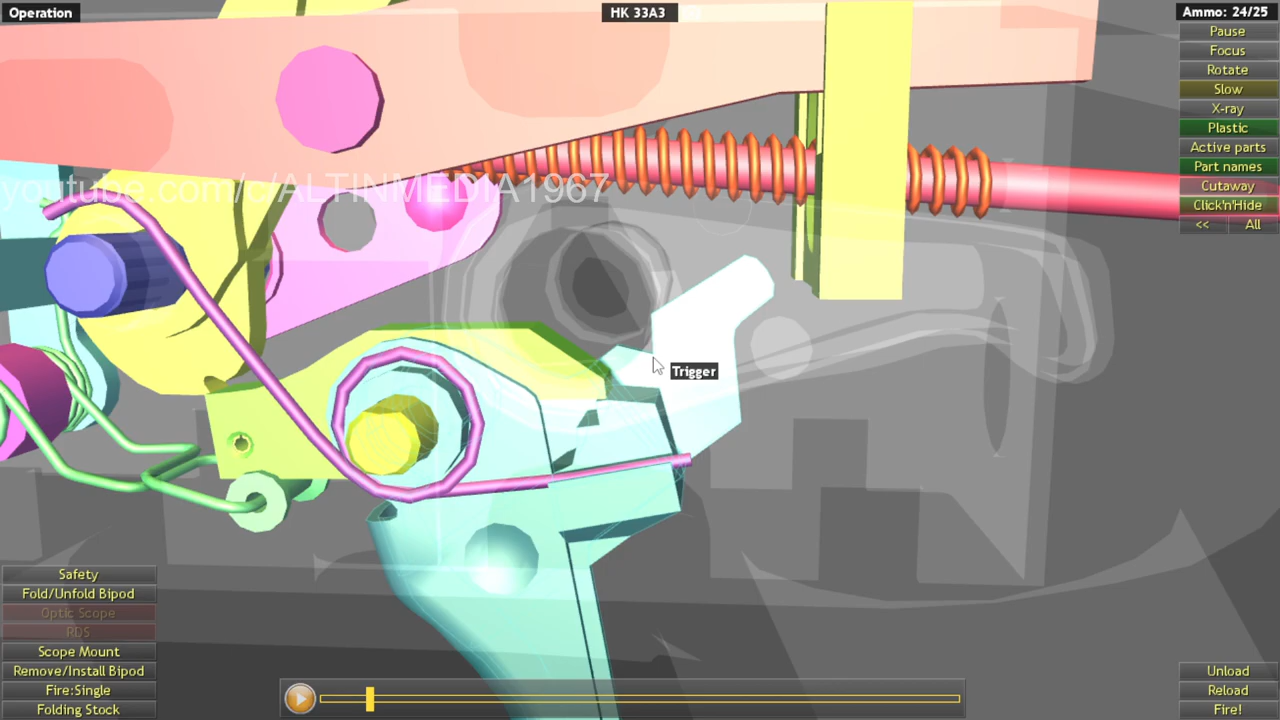 Operation
HK 33A3
Ammo: 24/25
Pause
Focus
Rotate
Slow
X-ray
Plastic
Active parts
Part names
Cutaway
Click'n'Hide
<< All
youtube.com/c/ALTINMEDIA1967
Trigger
Safety
Fold/Unfold Bipod
Optic Scope
RDS
Scope Mount
Remove/Install Bipod
Fire:Single
Folding Stock
Unload
Reload
Fire!